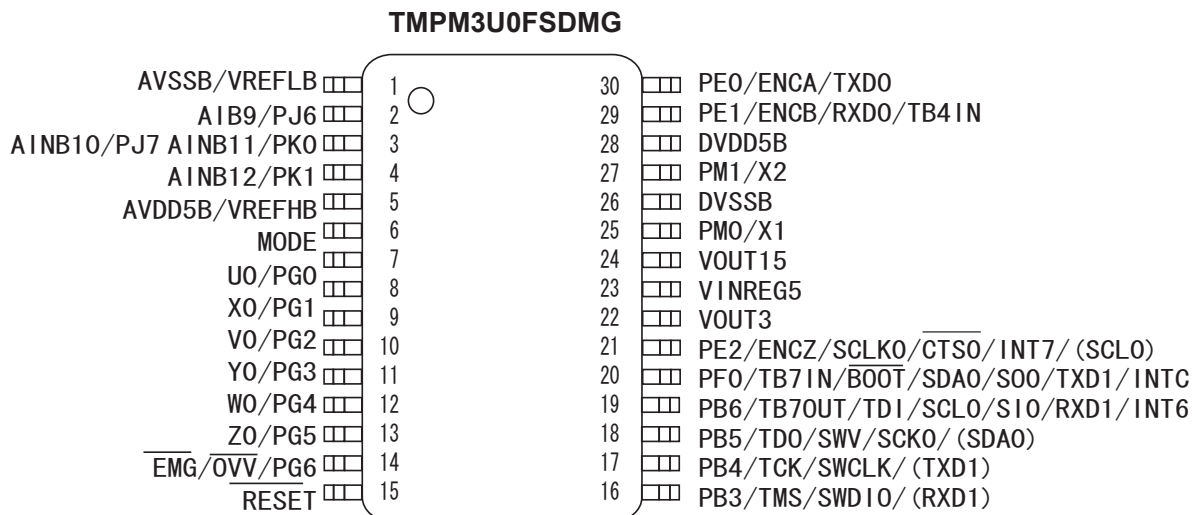 TMPM3U0FSDMG
AVSSB/VREFLB 1 30 PE0/ENCA/TXD0
AIB9/PJ6 2 29 PE1/ENCB/RXD0/TB4IN
AINB10/PJ7 AINB11/PK0 3 28 DVDD5B
AINB12/PK1 4 27 PM1/X2
AVDD5B/VREFHB 5 26 DVSSB
MODE 6 25 PM0/X1
7 24 VOUT15
U0/PG0 8 23 VINREG5
X0/PG1 9 22 VOUT3
V0/PG2 10 21 PE2/ENCZ/SCLK0/CTS0/INT7/(SCL0)
Y0/PG3 11 20 PF0/TB7IN/BOOT/SDA0/SO0/TXD1/INTC
W0/PG4 12 19 PB6/TB7OUT/TDI/SCL0/SI0/RXD1/INT6
Z0/PG5 13 18 PB5/TDO/SWV/SCK0/(SDA0)
EMG/OVV/PG6 14 17 PB4/TCK/SWCLK/(TXD1)
RESET 15 16 PB3/TMS/SWDIO/(RXD1)